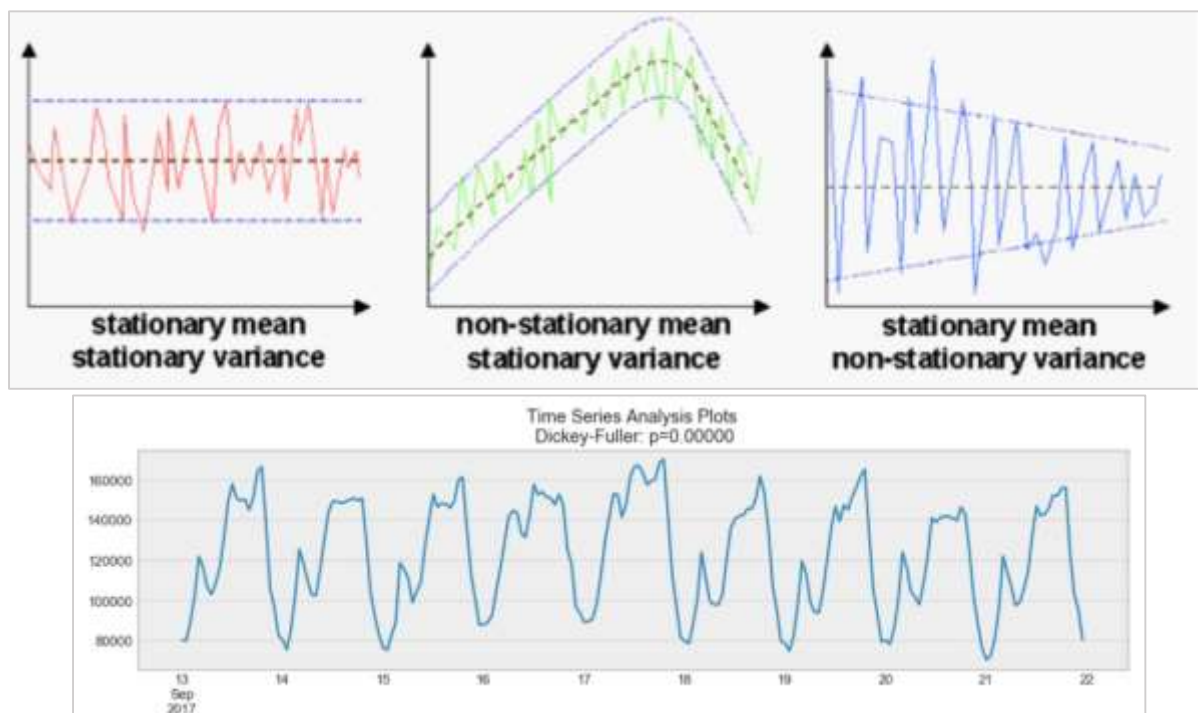 stationary mean
stationary variance
non-stationary mean
stationary variance
stationary mean
non-stationary variance
Time Series Analysis Plots
Dickey-Fuller: p=0.00000
160000
140000
120000
100000
80000
13 14 15 16 17 18 19 20 21 22
Sep
2017